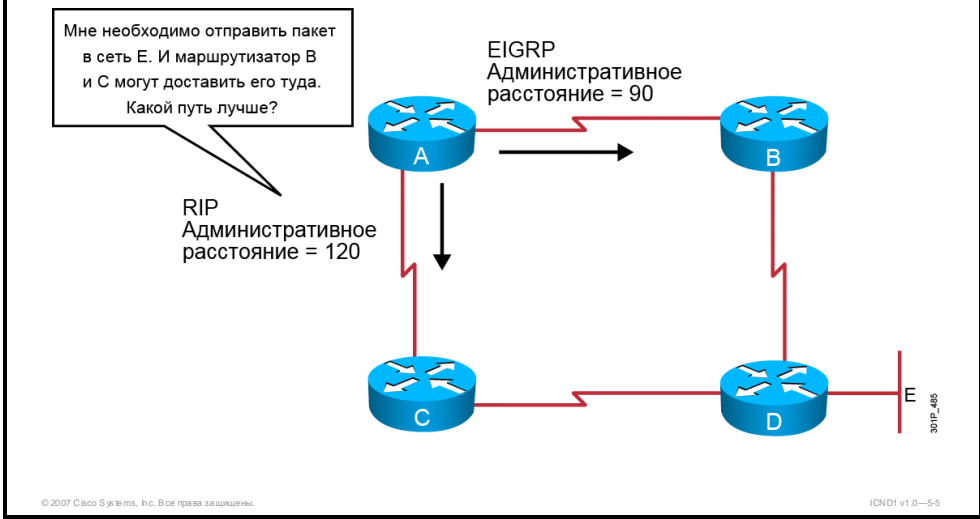 Мне необходимо отправить пакет
в сеть E. И маршрутизатор B
и C могут доставить его туда.
Какой путь лучше?
EIGRP
Административное
расстояние = 90
A
B
RIP
Административное
расстояние = 120
C
D
E
301P_485
© 2007 Cisco Systems, Inc. Все права защищены.
ICND1 v1.0—5-5